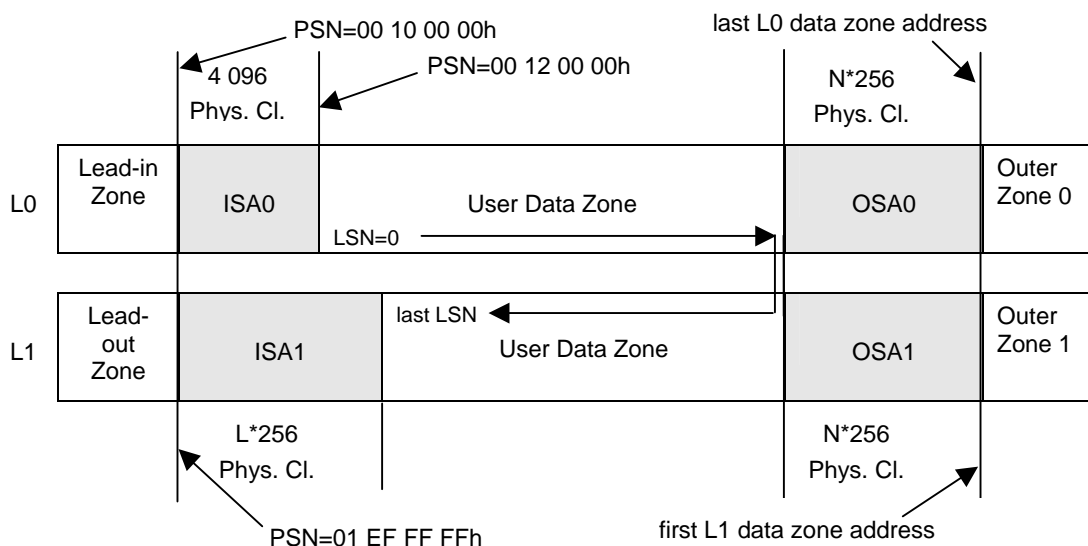 PSN=00 10 00 00h
last L0 data zone address
4 096
Phys. Cl.
PSN=00 12 00 00h
N*256
Phys. Cl.
L0
Lead-in
Zone
ISA0
User Data Zone
OSA0
Outer
Zone 0
LSN=0
L1
Lead-
out
Zone
ISA1
last LSN
User Data Zone
OSA1
Outer
Zone 1
L*256
Phys. Cl.
N*256
Phys. Cl.
PSN=01 EF FF FFh
first L1 data zone address